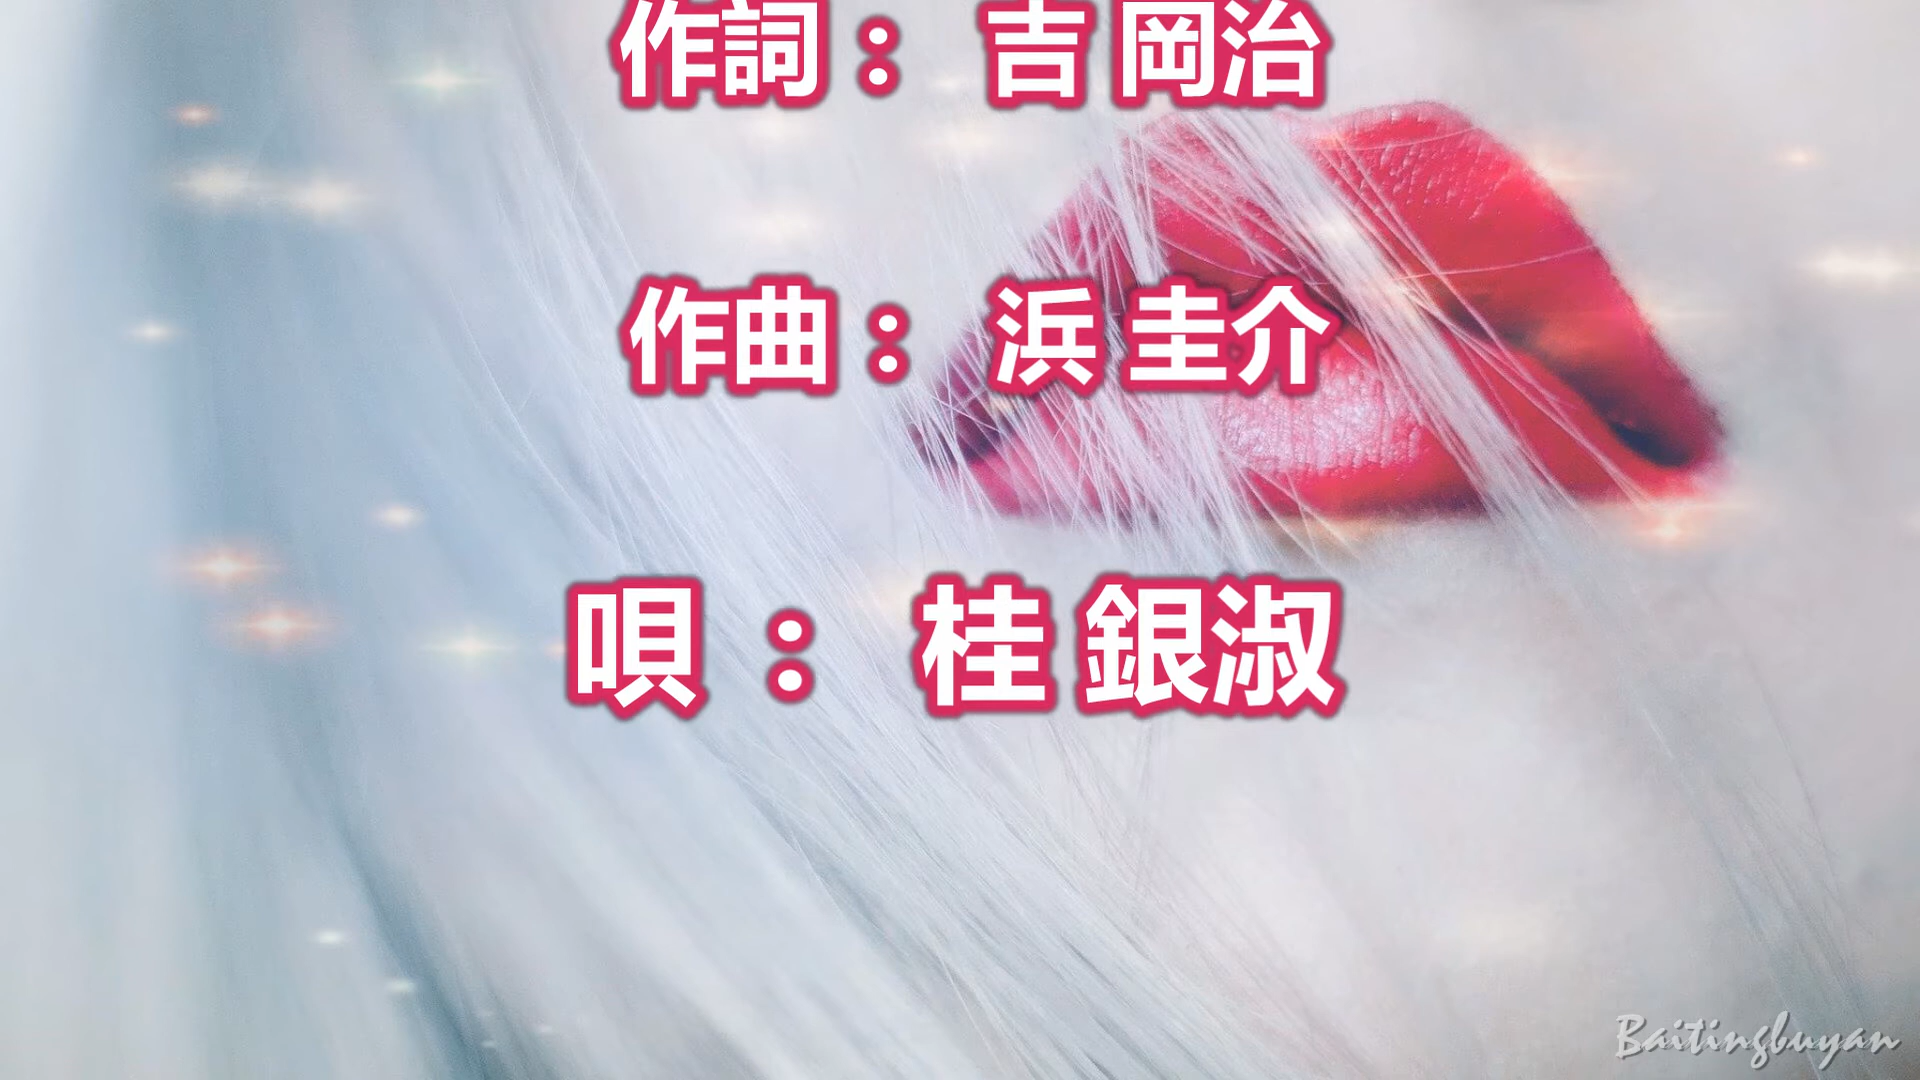 作詞： 吉 岡治
作曲： 浜 圭介
唄 ： 桂 銀淑
Baitingbuyan